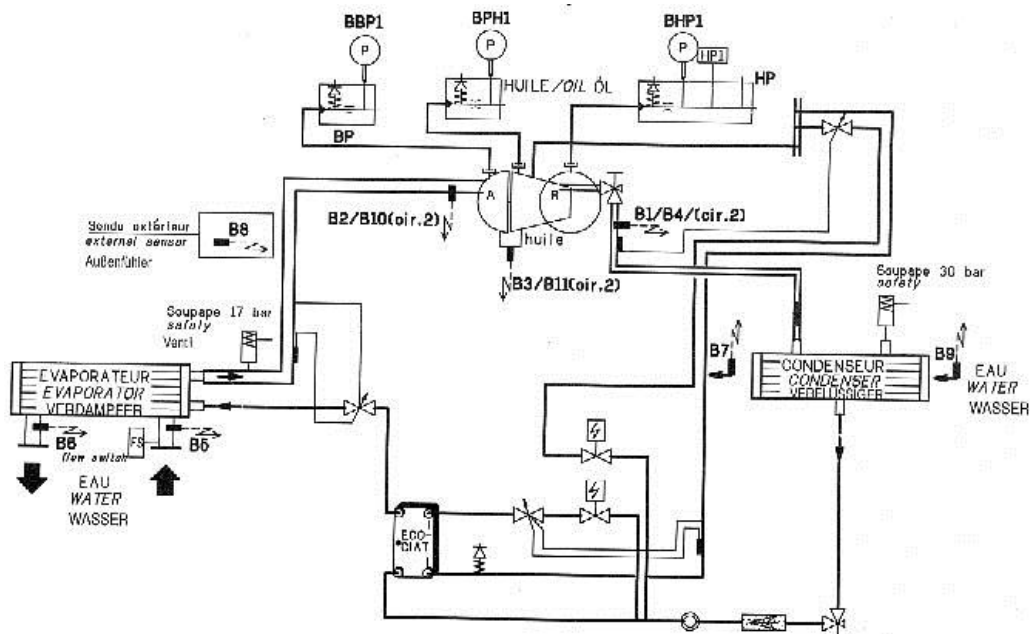 BBP1
BPH1
BHP1
P
P
P
HP1
HUILE/OIL ÖL
HP
BP
A
R
B2/B10(cir.2)
B1/B4/(cir.2)
Sonde extérieur
external sensor
Außenfühler
B8
huile
B3/B11(cir.2)
Soupape 17 bar
safety
Ventil
Soupape 30 bar
safety
EVAPORATEUR
EVAPORATOR
VERDAMPFER
B7
CONDENSEUR
CONDENSER
VERFLÜSSIGER
B9
EAU
WATER
WASSER
B6
FS
flow switch
B5
EAU
WATER
WASSER
ECO-
CIAT